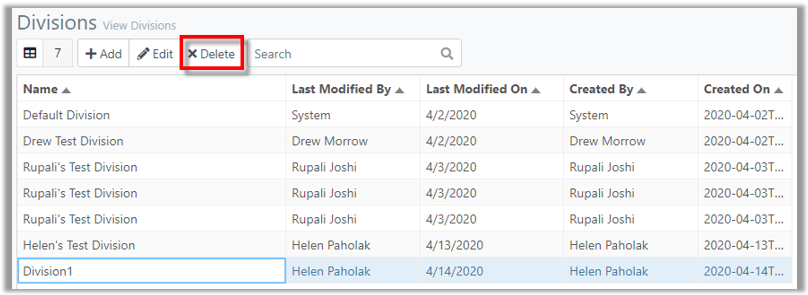 Divisions View Divisions
7 Add Edit Delete Search
Name Last Modified By Last Modified On Created By Created On
Default Division System 4/2/2020 System 2020-04-02T...
Drew Test Division Drew Morrow 4/2/2020 Drew Morrow 2020-04-02T...
Rupali's Test Division Rupali Joshi 4/3/2020 Rupali Joshi 2020-04-03T...
Rupali's Test Division Rupali Joshi 4/3/2020 Rupali Joshi 2020-04-03T...
Rupali's Test Division Rupali Joshi 4/3/2020 Rupali Joshi 2020-04-03T...
Helen's Test Division Helen Paholak 4/13/2020 Helen Paholak 2020-04-13T...
Division1 Helen Paholak 4/14/2020 Helen Paholak 2020-04-14T...